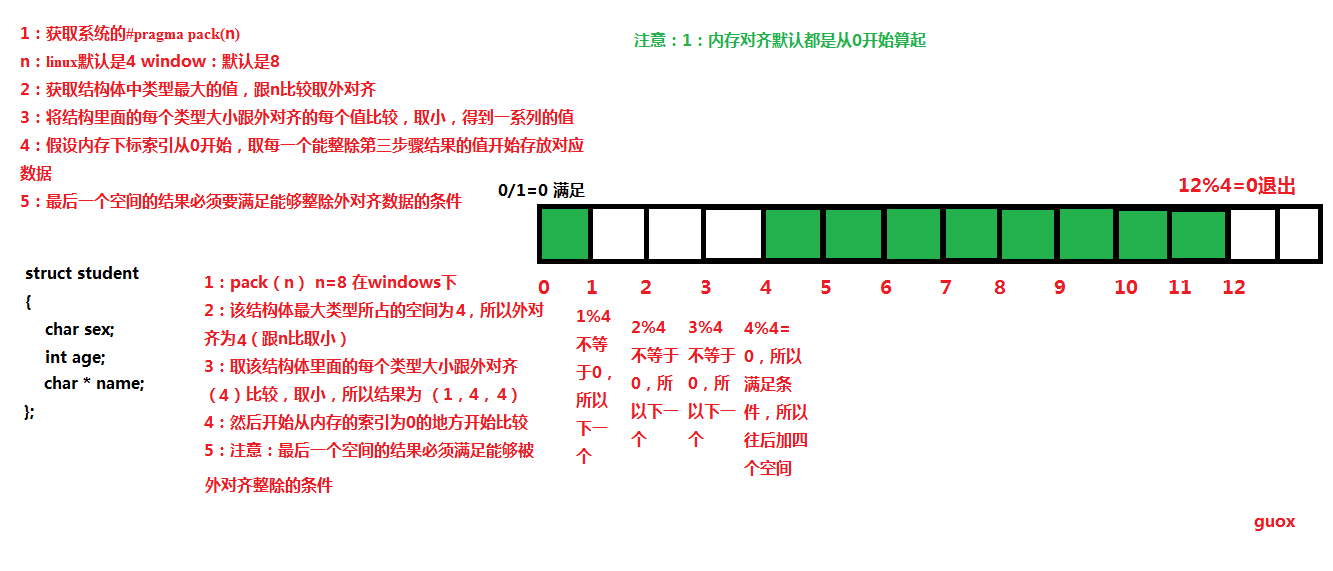 1：获取系统的#pragma pack(n)
n：linux默认是4 window：默认是8
2：获取结构体中类型最大的值，跟n比较取外对齐
3：将结构里面的每个类型大小跟外对齐的每个值比较，取小，得到一系列的值
4：假设内存下标索引从0开始，取每一个能整除第三步骤结果的值开始存放对应
数据
5：最后一个空间的结果必须要满足能够整除外对齐数据的条件
注意：1：内存对齐默认都是从0开始算起
0/1=0 满足
12%4=0退出
0 1 2 3 4 5 6 7 8 9 10 11 12
struct student
{
char sex;
int age;
char * name;
};
1：pack（n） n=8 在windows下
2：该结构体最大类型所占的空间为4，所以外对
齐为4（跟n比取小）
3：取该结构体里面的每个类型大小跟外对齐
（4）比较，取小，所以结果为 （1，4，4）
4：然后开始从内存的索引为0的地方开始比较
5：注意：最后一个空间的结果必须满足能够被
外对齐整除的条件
1%4
不等
于0，
所以
下一
个
2%4
不等于
0，所
以下一
个
3%4
不等于
0，所
以下一
个
4%4=
0，所以
满足条
件，所以
往后加四
个空间
guox